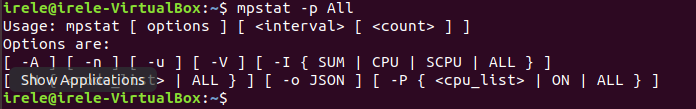 irele@irele-VirtualBox:~$ mpstat -p All
Usage: mpstat [ options ] [ <interval> [ <count> ] ]
Options are:
[ -A ] [ -n ] [ -u ] [ -V ] [ -I { SUM | CPU | SCPU | ALL } ]
[ Show Applications list> | ALL } ] [ -o JSON ] [ -P { <cpu_list> | ON | ALL } ]
irele@irele-VirtualBox:~$